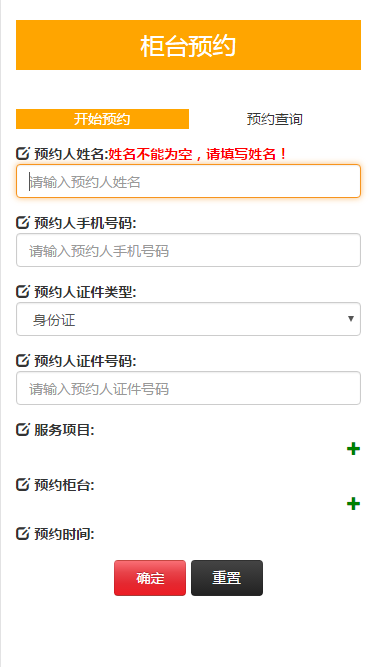 柜台预约
开始预约 预约查询
预约人姓名:姓名不能为空，请填写姓名！
请输入预约人姓名
预约人手机号码:
请输入预约人手机号码
预约人证件类型:
身份证
预约人证件号码:
请输入预约人证件号码
服务项目:
预约柜台:
预约时间:
确定 重置